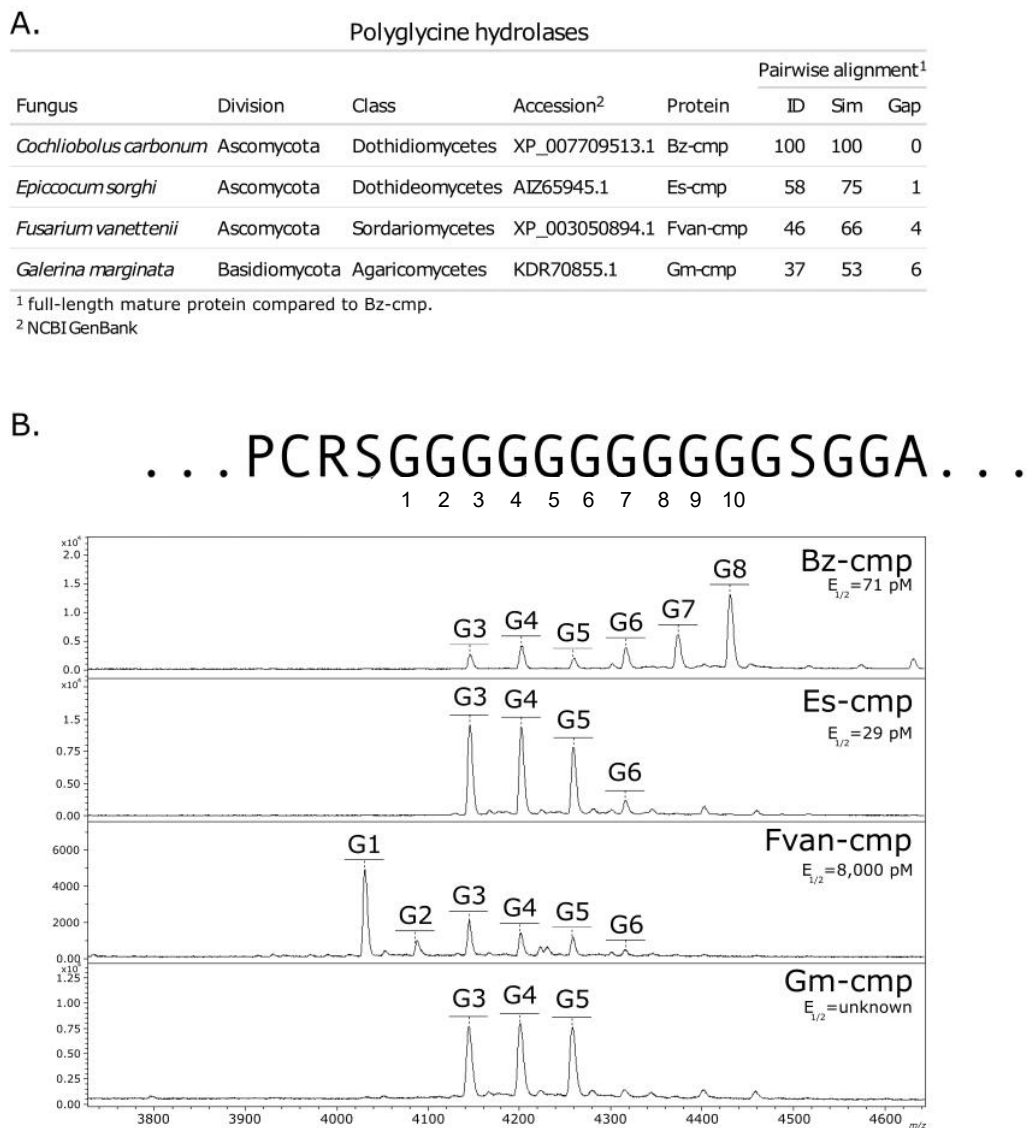 A.
Polyglycine hydrolases
Pairwise alignment1
Fungus Division Class Accession2 Protein ID Sim Gap
Cochliobolus carbonum Ascomycota Dothidiomycetes XP_007709513.1 Bz-cmp 100 100 0
Epiccocum sorghi Ascomycota Dothideomycetes AIZ65945.1 Es-cmp 58 75 1
Fusarium vanettenii Ascomycota Sordariomycetes XP_003050894.1 Fvan-cmp 46 66 4
Galerina marginata Basidiomycota Agaricomycetes KDR70855.1 Gm-cmp 37 53 6
1 full-length mature protein compared to Bz-cmp.
2 NCBI GenBank
B.
...PCRSGGGGGGGGGGGSGGA...
1 2 3 4 5 6 7 8 9 10
x104
2.0
1.5
1.0
0.5
0.0
G3 G4 G5 G6 G7 G8
Bz-cmp
E1/2=71 pM
x104
1.5
0.75
0.50
0.00
G3 G4 G5 G6
Es-cmp
E1/2=29 pM
6000
4000
2000
0.00
G1 G2 G3 G4 G5 G6
Fvan-cmp
E1/2=8,000 pM
x104
1.25
1.00
0.75
0.50
0.25
0.00
G3 G4 G5
Gm-cmp
E1/2=unknown
3800 3900 4000 4100 4200 4300 4400 4500 4600 m/z